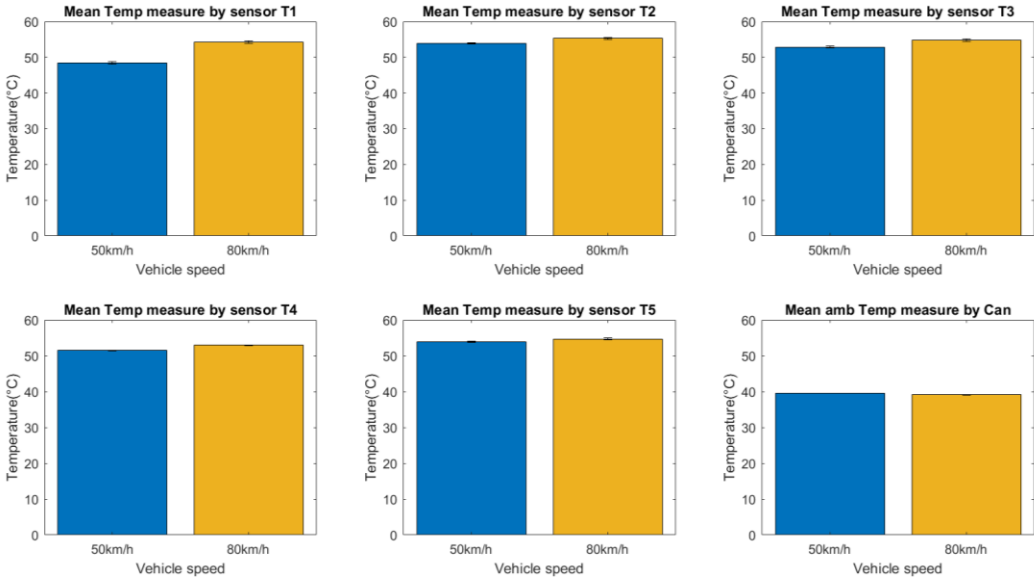 Mean Temp measure by sensor T1
Temperature(°C)
60
50
40
30
20
10
0
50km/h 80km/h
Vehicle speed
Mean Temp measure by sensor T2
Temperature(°C)
60
50
40
30
20
10
0
50km/h 80km/h
Vehicle speed
Mean Temp measure by sensor T3
Temperature(°C)
60
50
40
30
20
10
0
50km/h 80km/h
Vehicle speed
Mean Temp measure by sensor T4
Temperature(°C)
60
50
40
30
20
10
0
50km/h 80km/h
Vehicle speed
Mean Temp measure by sensor T5
Temperature(°C)
60
50
40
30
20
10
0
50km/h 80km/h
Vehicle speed
Mean amb Temp measure by Can
Temperature(°C)
60
50
40
30
20
10
0
50km/h 80km/h
Vehicle speed